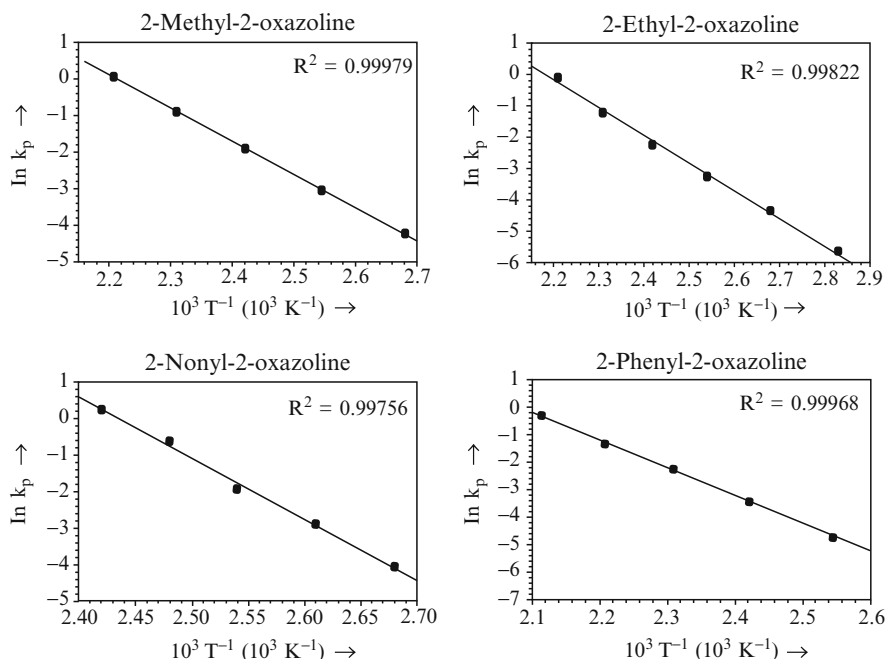 2-Methyl-2-oxazoline
1
0
−1
−2
−3
−4
−5
R² = 0.99979
ln kₚ →
2.2 2.3 2.4 2.5 2.6 2.7
10³ T⁻¹ (10³ K⁻¹) →
2-Ethyl-2-oxazoline
1
0
−1
−2
−3
−4
−5
−6
R² = 0.99822
ln kₚ →
2.2 2.3 2.4 2.5 2.6 2.7 2.8 2.9
10³ T⁻¹ (10³ K⁻¹) →
2-Nonyl-2-oxazoline
1
0
−1
−2
−3
−4
−5
R² = 0.99756
ln kₚ →
2.40 2.45 2.50 2.55 2.60 2.65 2.70
10³ T⁻¹ (10³ K⁻¹) →
2-Phenyl-2-oxazoline
1
0
−1
−2
−3
−4
−5
−6
−7
R² = 0.99968
ln kₚ →
2.1 2.2 2.3 2.4 2.5 2.6
10³ T⁻¹ (10³ K⁻¹) →